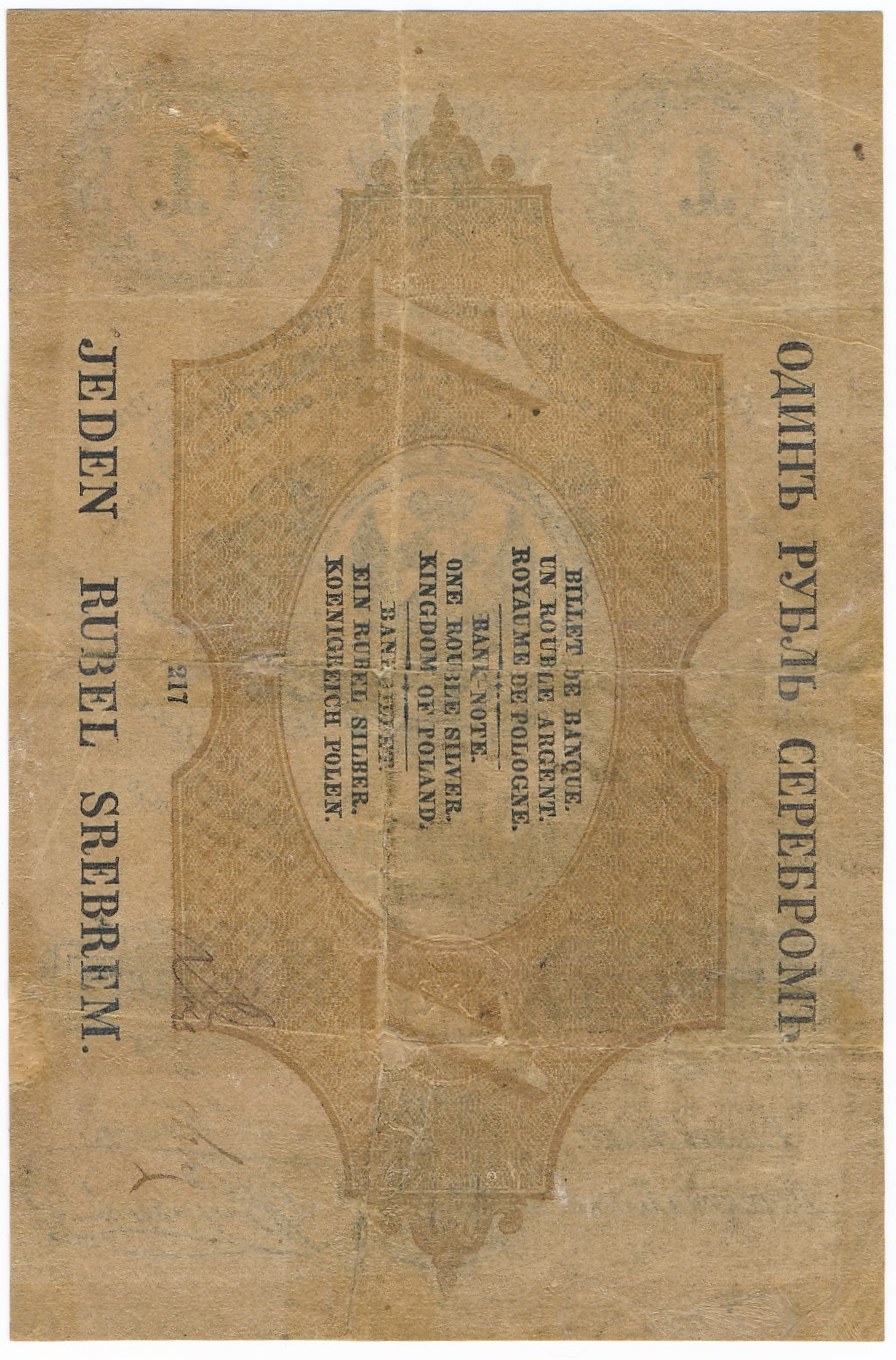 ОДИНЪ РУБЛЬ СЕРЕБРОМЪ
BILLET DE BANQUE.
UN ROUBLE ARGENT.
ROYAUME DE POLOGNE.
BANK-NOTE.
ONE ROUBLE SILVER.
KINGDOM OF POLAND.
BANKBILLET.
EIN RUBEL SILBER.
KOENIGREICH POLEN.
217
JEDEN RUBEL SREBREM.